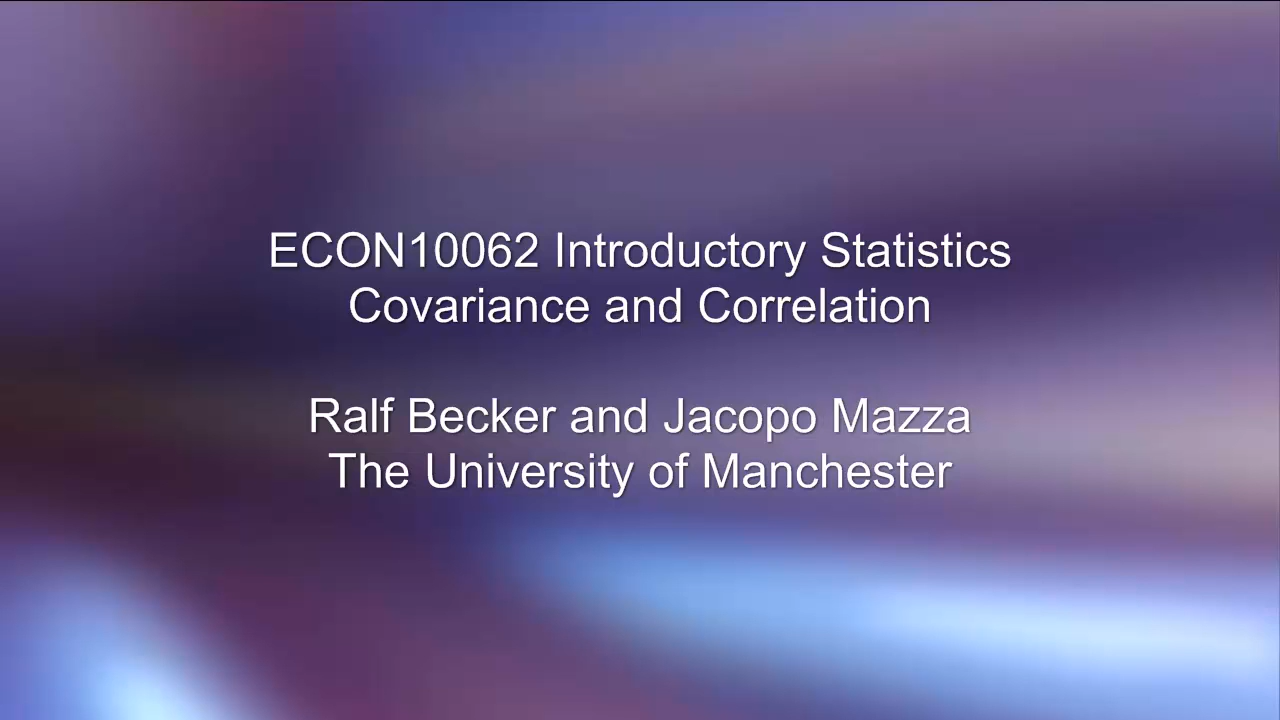 ECON10062 Introductory Statistics
Covariance and Correlation
Ralf Becker and Jacopo Mazza
The University of Manchester